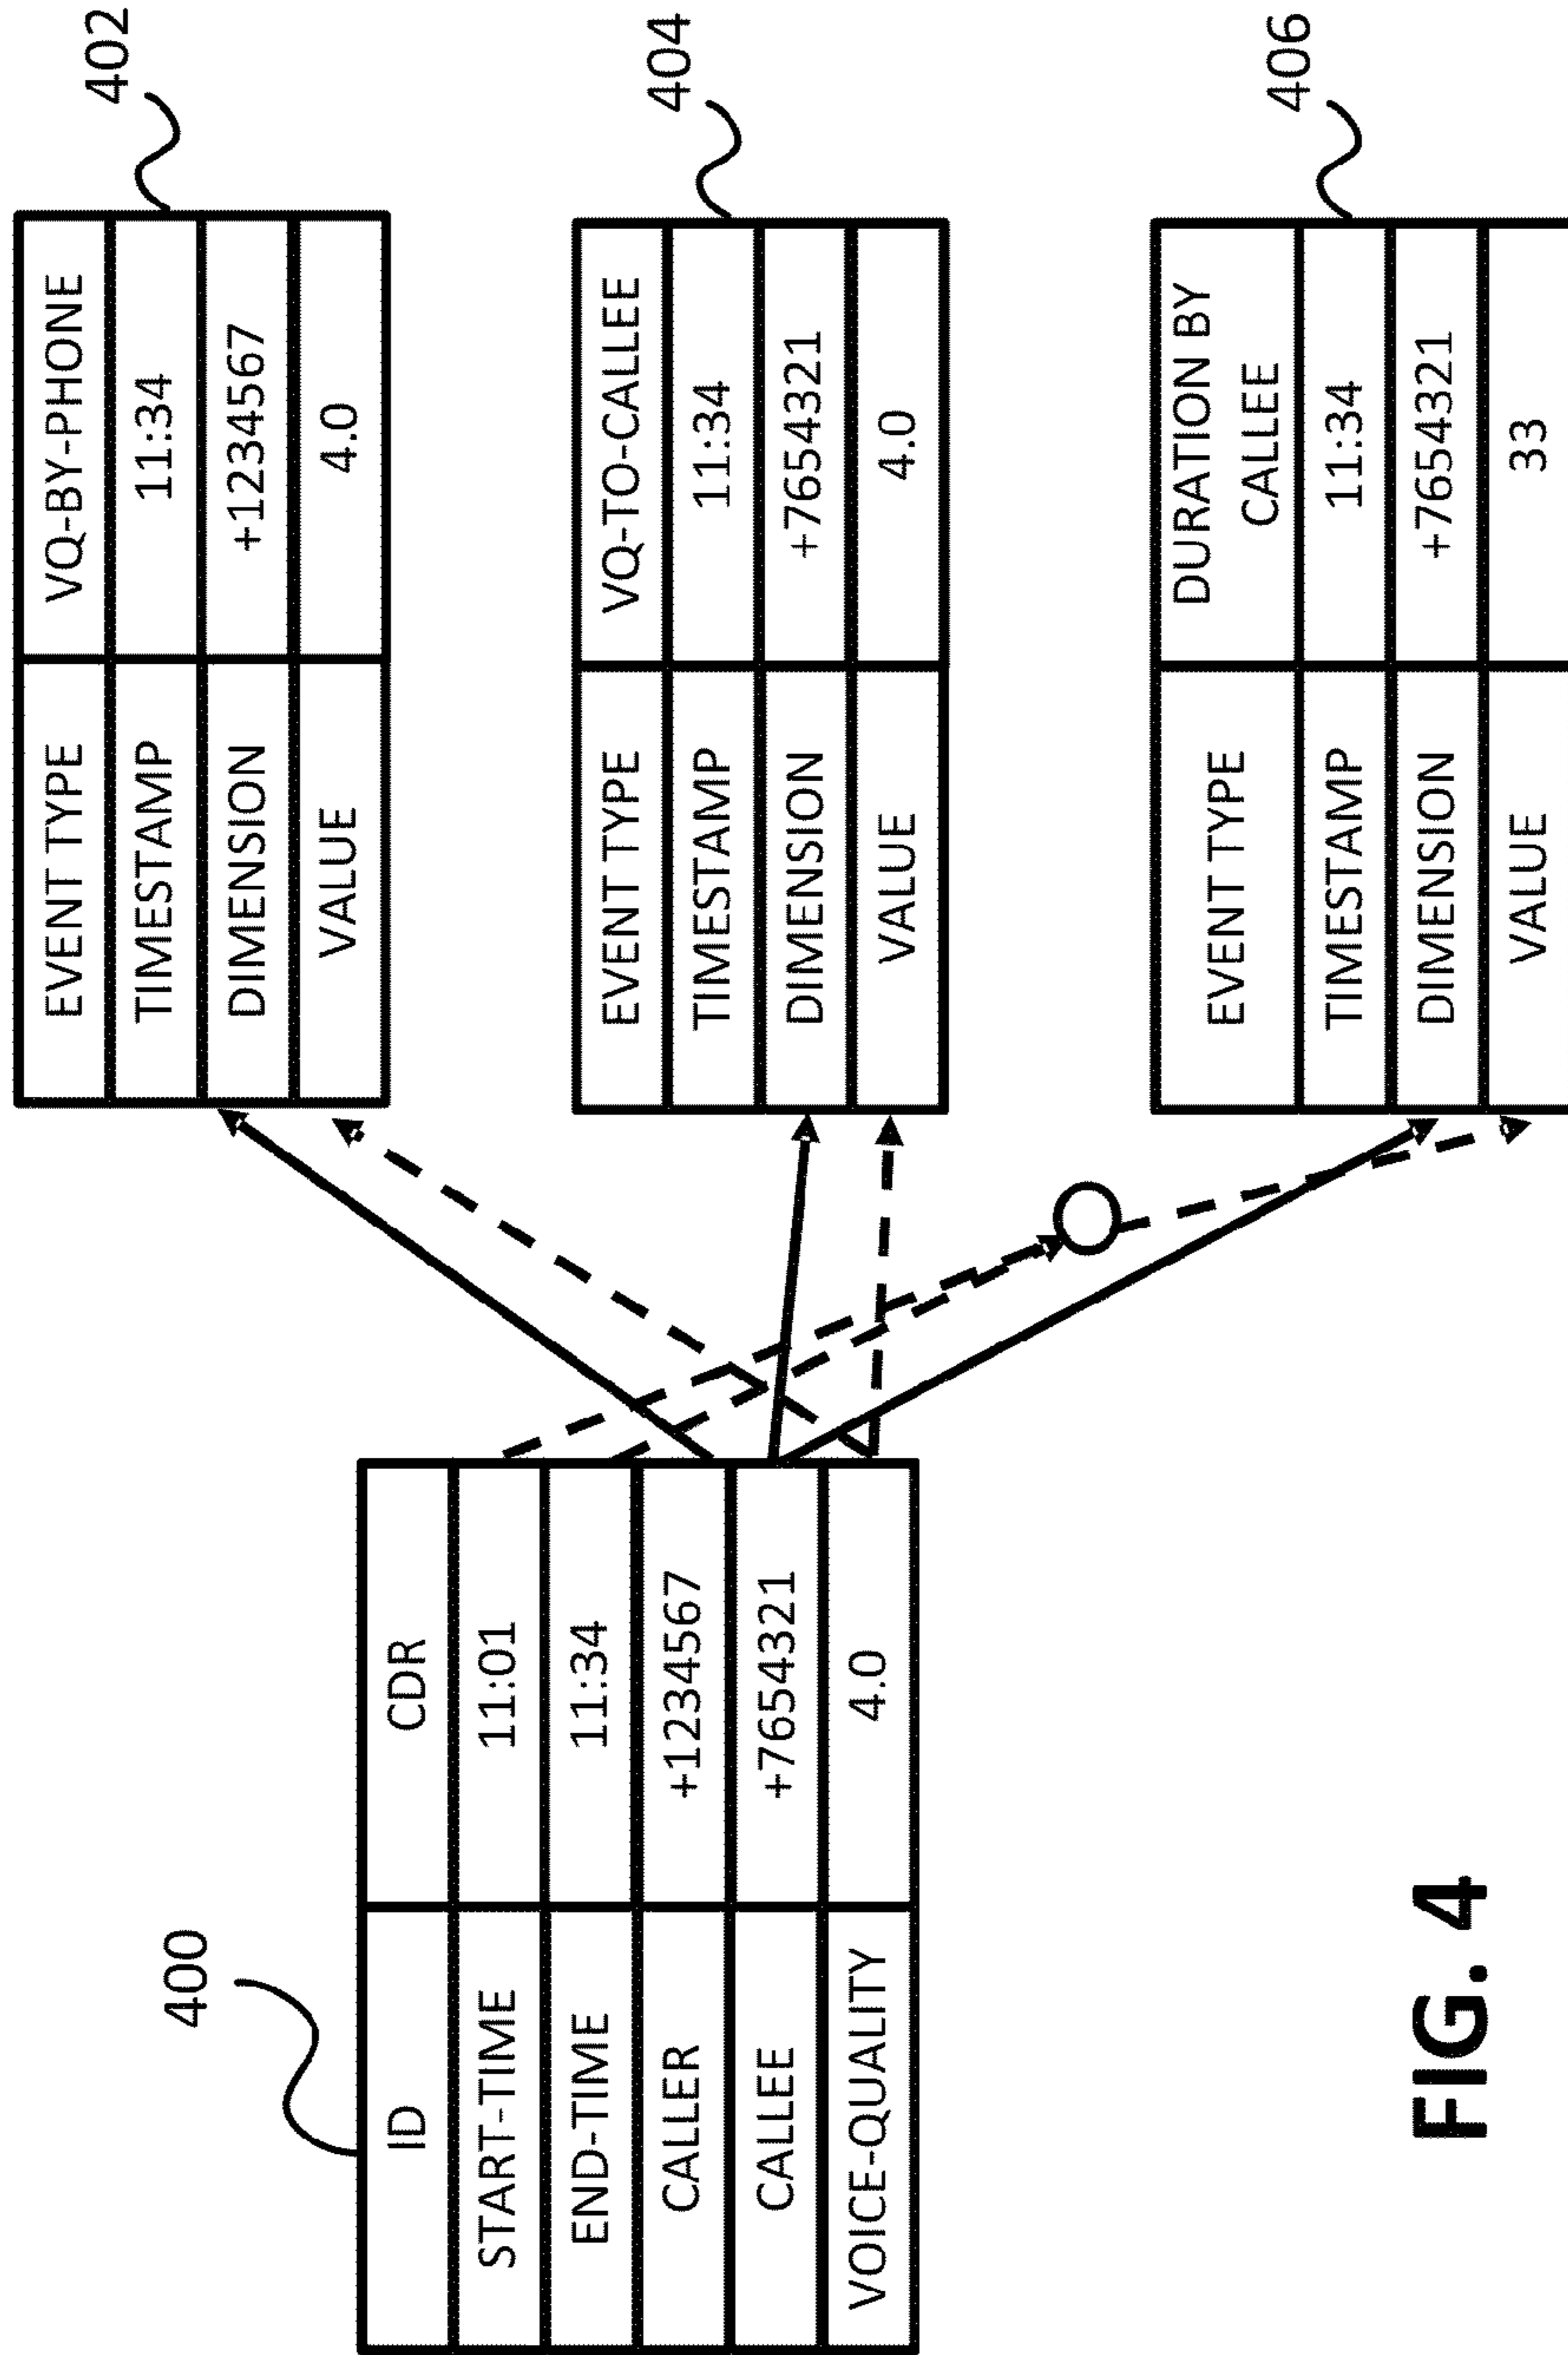 400
ID CDR
START-TIME 11:01
END-TIME 11:34
CALLER +1234567
CALLEE +7654321
VOICE-QUALITY 4.0
402
EVENT TYPE VQ-BY-PHONE
TIMESTAMP 11:34
DIMENSION +1234567
VALUE 4.0
404
EVENT TYPE VQ-TO-CALLEE
TIMESTAMP 11:34
DIMENSION +7654321
VALUE 4.0
406
EVENT TYPE DURATION BY
CALLEE
TIMESTAMP 11:34
DIMENSION +7654321
VALUE 33
FIG. 4